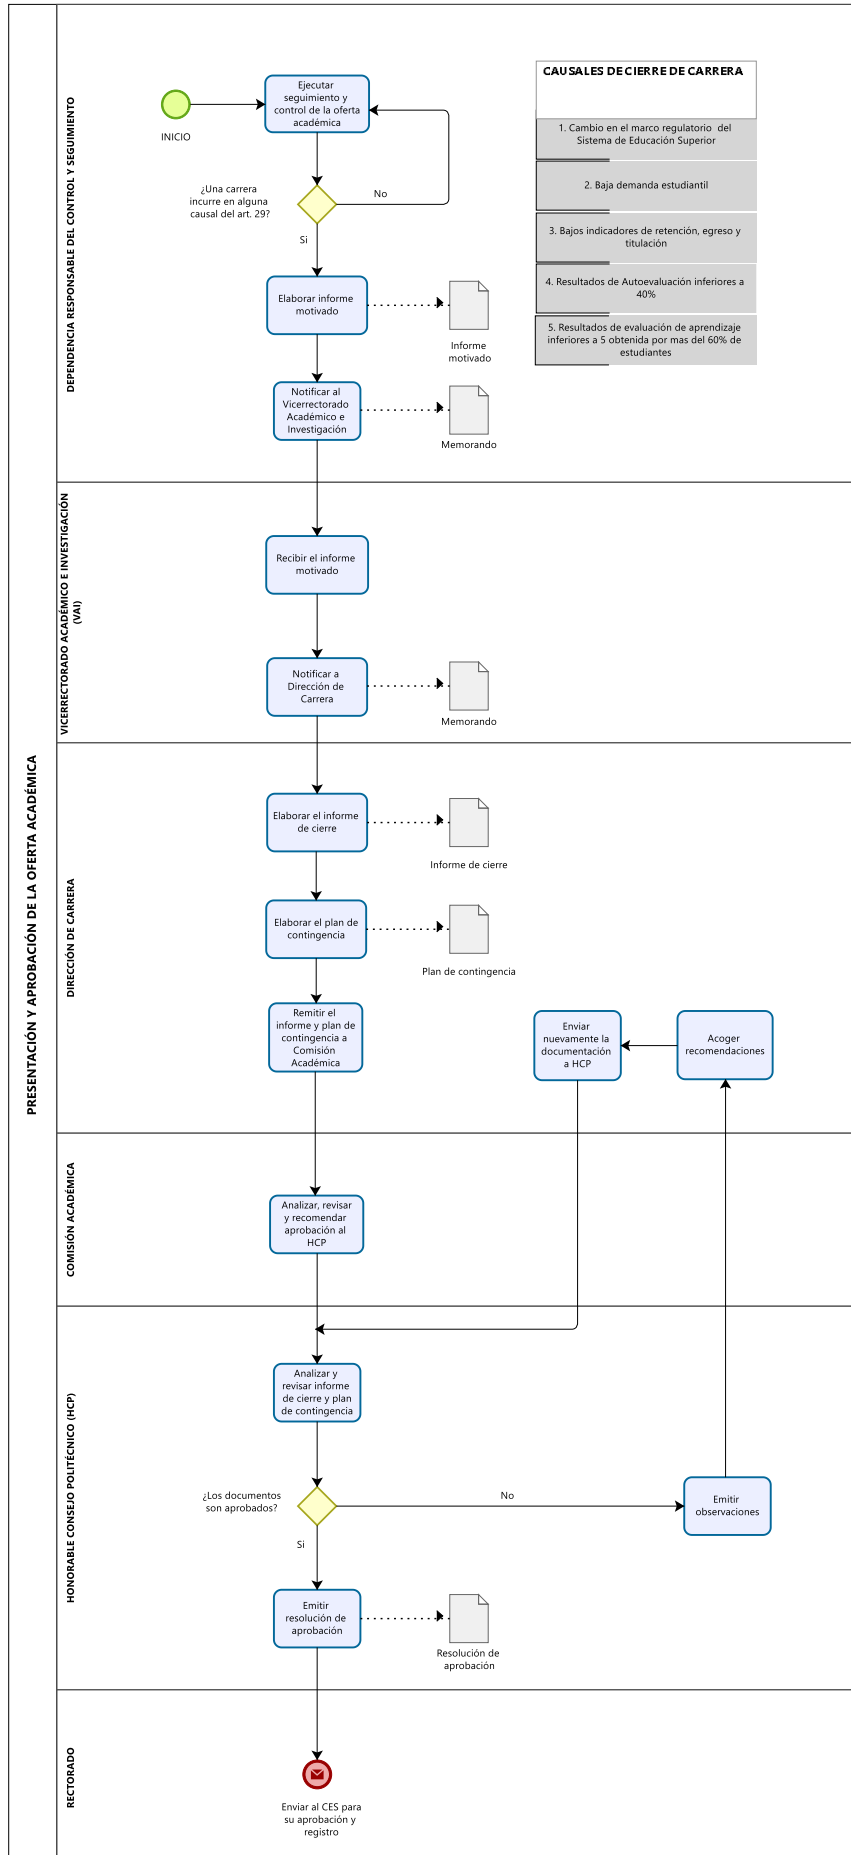 PRESENTACIÓN Y APROBACIÓN DE LA OFERTA ACADÉMICA
DEPENDENCIA RESPONSABLE DEL CONTROL Y SEGUIMIENTO
INICIO
Ejecutar
seguimiento y
control de la oferta
académica
¿Una carrera
incurre en alguna
causal del art. 29?
No
Si
Elaborar informe
motivado
Informe
motivado
Notificar al
Vicerrectorado
Académico e
Investigación
Memorando
CAUSALES DE CIERRE DE CARRERA
1. Cambio en el marco regulatorio del
Sistema de Educación Superior
2. Baja demanda estudiantil
3. Bajos indicadores de retención, egreso y
titulación
4. Resultados de Autoevaluación inferiores a
40%
5. Resultados de evaluación de aprendizaje
inferiores a 5 obtenida por mas del 60% de
estudiantes
VICERRECTORADO ACADÉMICO E INVESTIGACIÓN
(VAI)
Recibir el informe
motivado
Notificar a
Dirección de
Carrera
Memorando
DIRECCIÓN DE CARRERA
Elaborar el informe
de cierre
Informe de cierre
Elaborar el plan de
contingencia
Plan de contingencia
Remitir el
informe y plan de
contingencia a
Comisión
Académica
Enviar
nuevamente la
documentación
a HCP
Acoger
recomendaciones
COMISIÓN ACADÉMICA
Analizar, revisar
y recomendar
aprobación al
HCP
HONORABLE CONSEJO POLITÉCNICO (HCP)
Analizar y
revisar informe
de cierre y plan
de contingencia
¿Los documentos
son aprobados?
No
Emitir
observaciones
Si
Emitir
resolución de
aprobación
Resolución de
aprobación
RECTORADO
Enviar al CES para
su aprobación y
registro